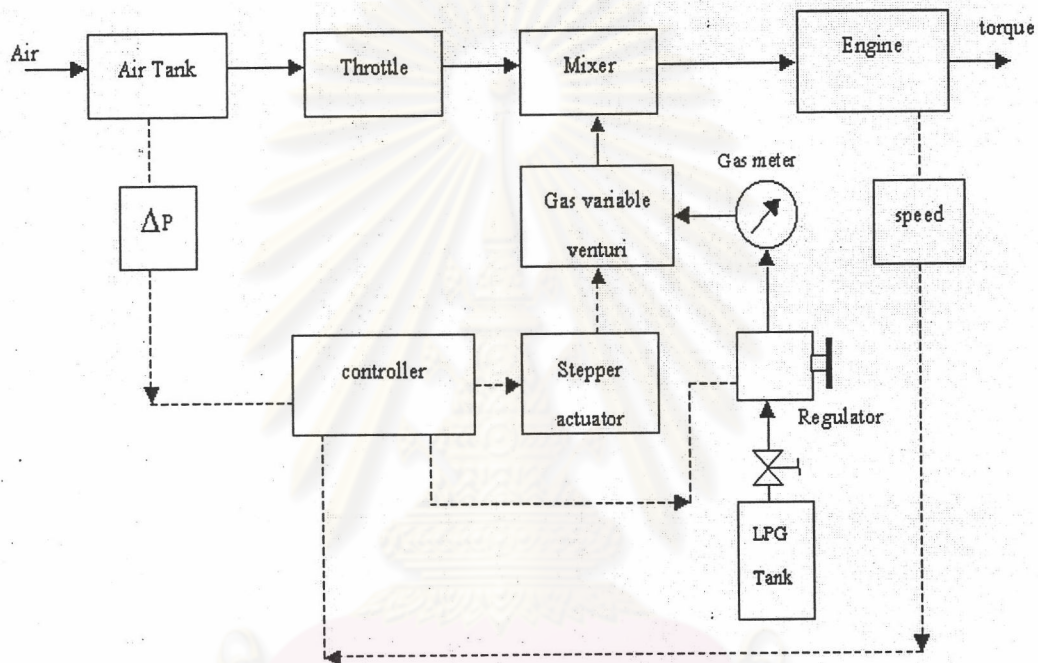 Air
Air Tank
Throttle
Mixer
Engine
torque
Gas meter
ΔP
Gas variable
venturi
speed
controller
Stepper
actuator
Regulator
LPG
Tank